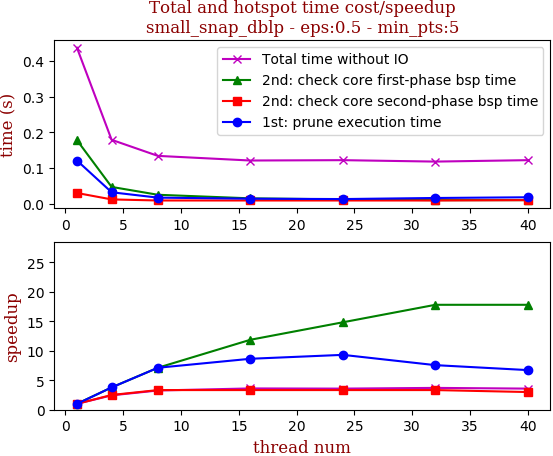 Total and hotspot time cost/speedup
small_snap_dblp - eps:0.5 - min_pts:5
time (s)
0.4
0.3
0.2
0.1
0.0
Total time without IO
2nd: check core first-phase bsp time
2nd: check core second-phase bsp time
1st: prune execution time
0 5 10 15 20 25 30 35 40
speedup
25
20
15
10
5
0
0 5 10 15 20 25 30 35 40
thread num